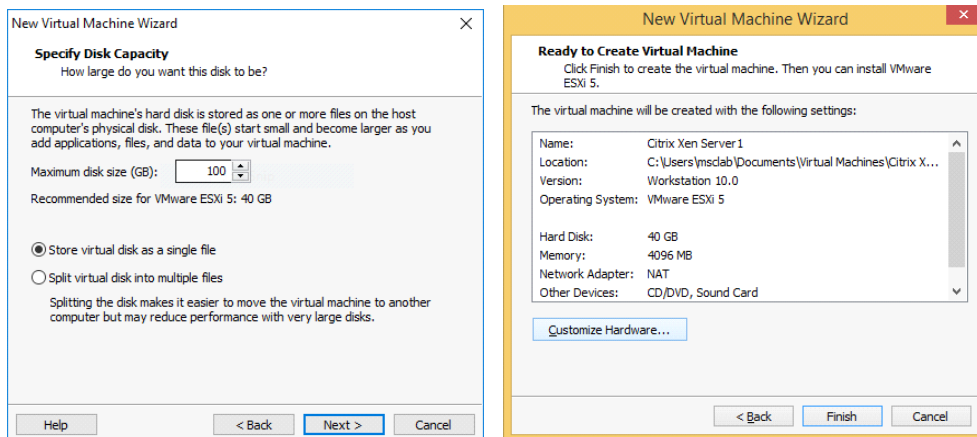 New Virtual Machine Wizard
Specify Disk Capacity
How large do you want this disk to be?
The virtual machine's hard disk is stored as one or more files on the host
computer's physical disk. These file(s) start small and become larger as you
add applications, files, and data to your virtual machine.
Maximum disk size (GB): 100
Recommended size for VMware ESXi 5: 40 GB
Store virtual disk as a single file
Split virtual disk into multiple files
Splitting the disk makes it easier to move the virtual machine to another
computer but may reduce performance with very large disks.
Help < Back Next > Cancel
New Virtual Machine Wizard
Ready to Create Virtual Machine
Click Finish to create the virtual machine. Then you can install VMware
ESXi 5.
The virtual machine will be created with the following settings:
Name: Citrix Xen Server1
Location: C:\Users\msclab\Documents\Virtual Machines\Citrix X...
Version: Workstation 10.0
Operating System: VMware ESXi 5
Hard Disk: 40 GB
Memory: 4096 MB
Network Adapter: NAT
Other Devices: CD/DVD, Sound Card
Customize Hardware...
< Back Finish Cancel